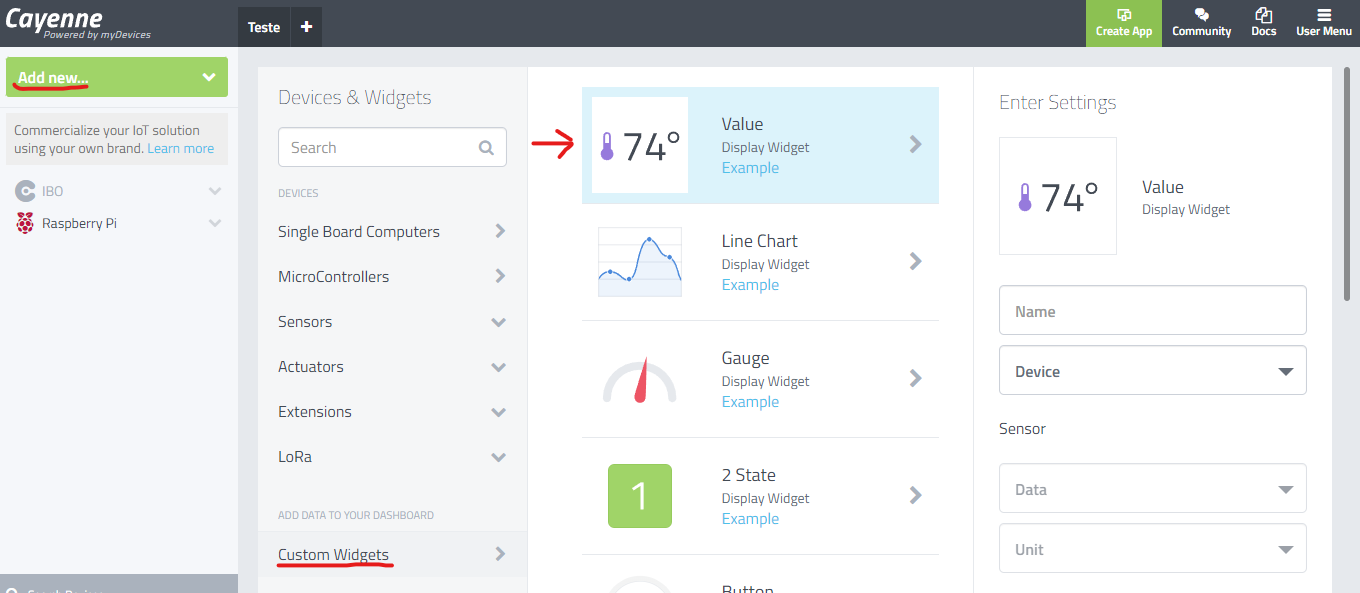 Cayenne
Powered by myDevices
Teste
+
Create App
Community
Docs
User Menu
Add new...
Commercialize your IoT solution
using your own brand. Learn more
IBO
Raspberry Pi
Devices & Widgets
Search
DEVICES
Single Board Computers
MicroControllers
Sensors
Actuators
Extensions
LoRa
ADD DATA TO YOUR DASHBOARD
Custom Widgets
74°
Value
Display Widget
Example
Line Chart
Display Widget
Example
Gauge
Display Widget
Example
1
2 State
Display Widget
Example
Button
Enter Settings
74°
Value
Display Widget
Name
Device
Sensor
Data
Unit